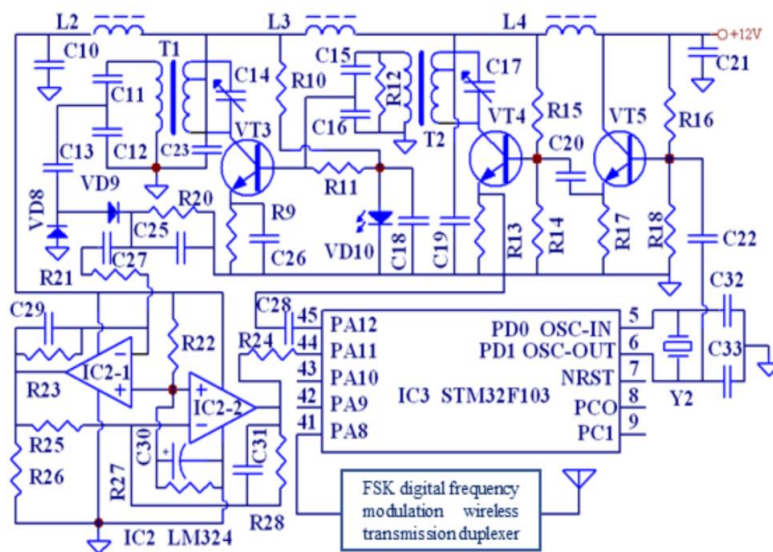 L2
L3
L4
+12V
C10
T1
C11
C14
R10
C15
R12
C17
C21
C16
T2
VT4
R15
VT5
R16
C20
VT3
C13
C12
C23
VD9
R11
VD8
R20
R9
C25
C26
VD10
C18
C19
R13
R14
R17
R18
C22
R21
C27
C29
R22
C28
R24
45
PA12
PD0 OSC-IN
5
C32
44
PA11
PD1 OSC-OUT
6
C33
43
PA10
NRST
7
Y2
IC3 STM32F103
42
PA9
PCO
8
41
PA8
PC1
9
R23
IC2-1
IC2-2
R25
R26
R27
C30
C31
R28
+
−
+
−
+
IC2 LM324
FSK digital frequency
modulation wireless
transmission duplexer